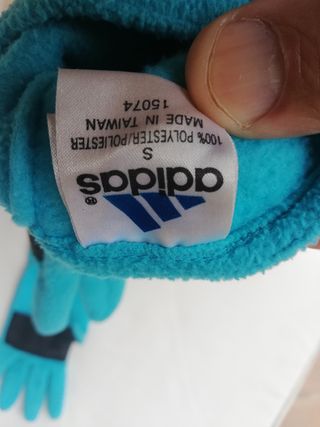 adidas®
S
100% POLYESTER/POLIESTER
MADE IN TAIWAN
15074